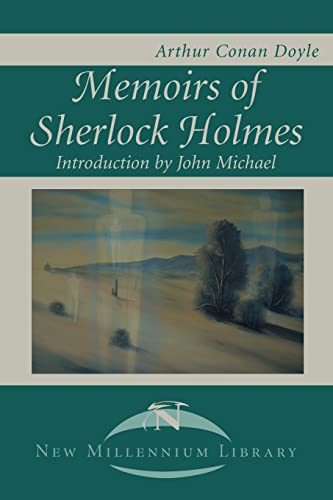 Arthur Conan Doyle
Memoirs of
Sherlock Holmes
Introduction by John Michael
N
New Millennium Library